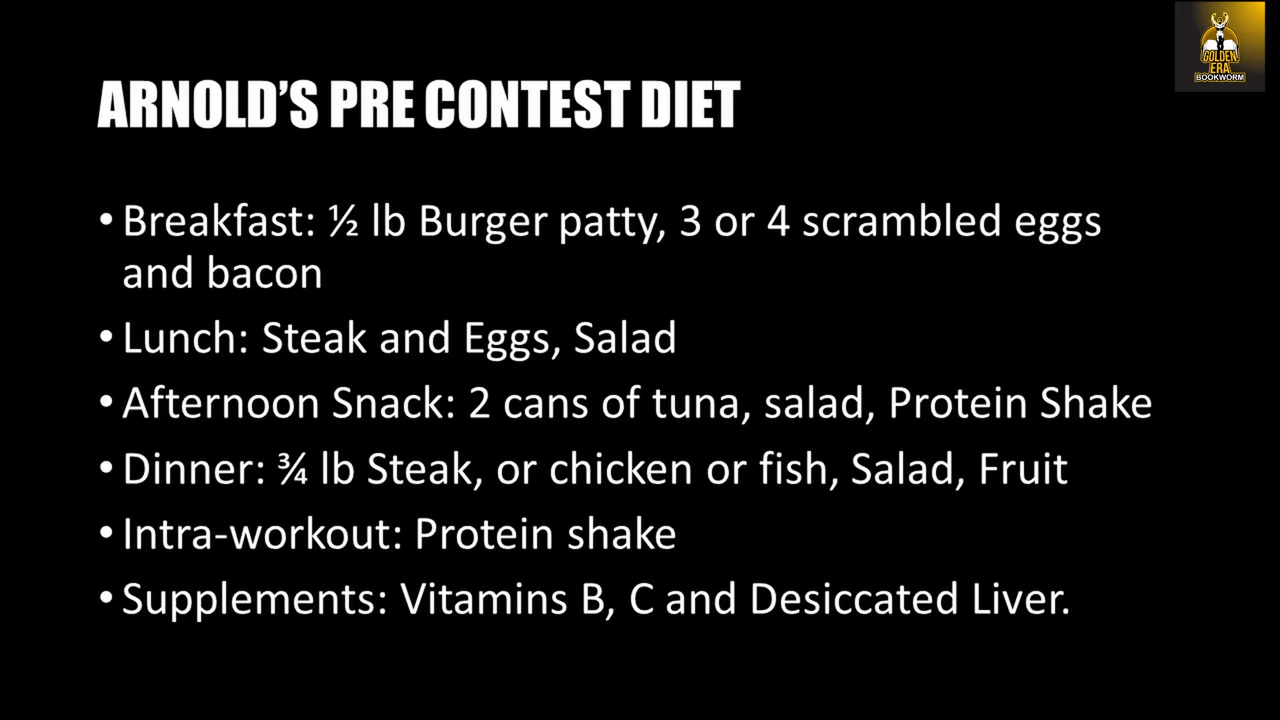 GOLDEN
ERA
BOOKWORM
ARNOLD'S PRE CONTEST DIET
• Breakfast: ½ lb Burger patty, 3 or 4 scrambled eggs
and bacon
• Lunch: Steak and Eggs, Salad
• Afternoon Snack: 2 cans of tuna, salad, Protein Shake
• Dinner: ¾ lb Steak, or chicken or fish, Salad, Fruit
• Intra-workout: Protein shake
• Supplements: Vitamins B, C and Desiccated Liver.